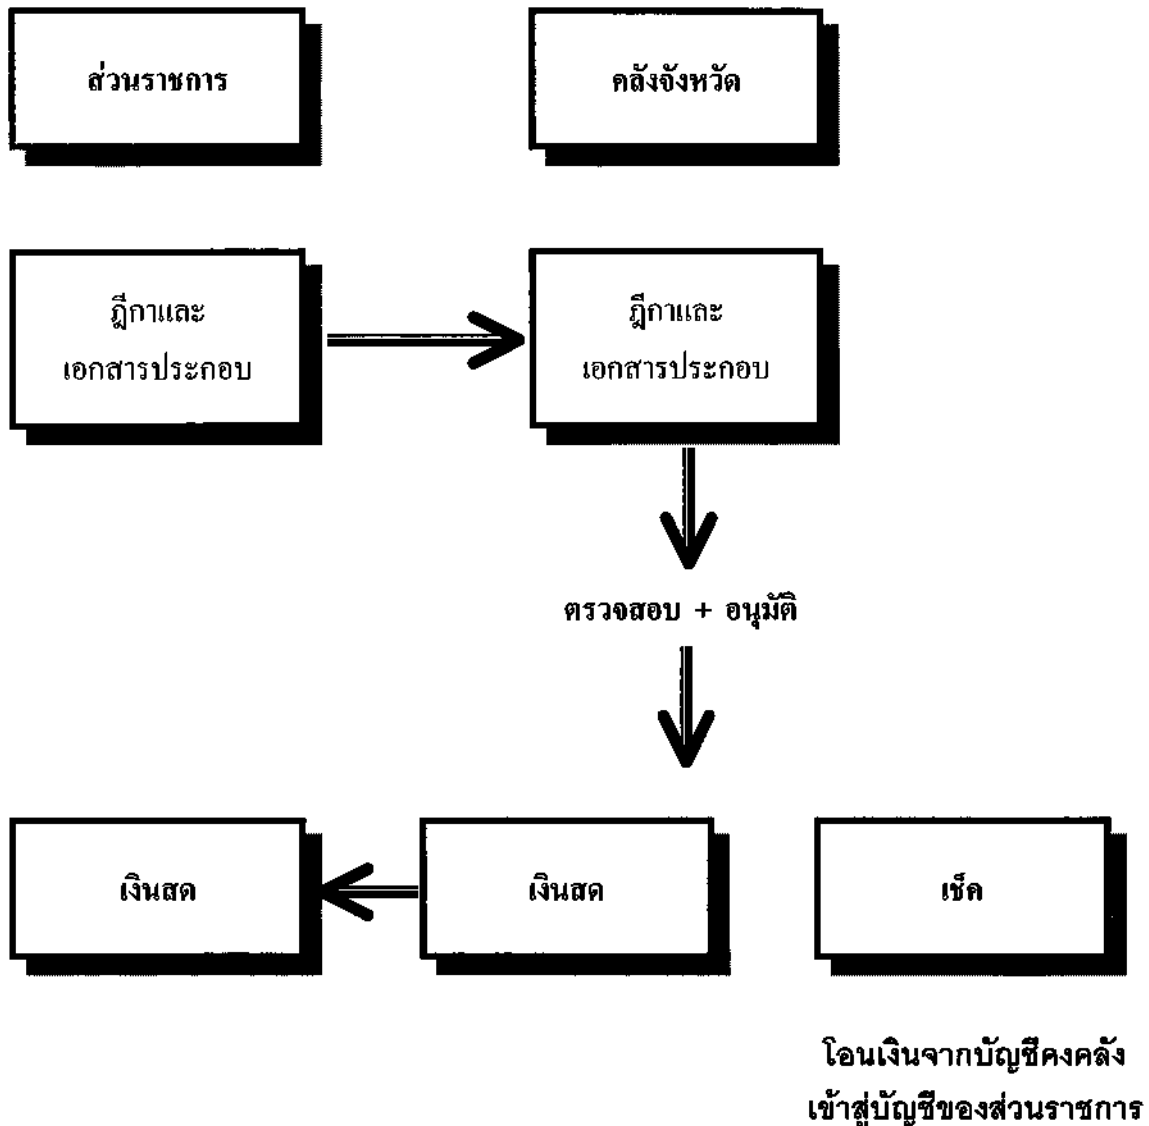 ส่วนราชการ
คลังจังหวัด
ฎีกาและ
เอกสารประกอบ
ฎีกาและ
เอกสารประกอบ
ตรวจสอบ + อนุมัติ
เงินสด
เงินสด
เช็ค
โอนเงินจากบัญชีคงคลัง
เข้าสู่บัญชีของส่วนราชการ